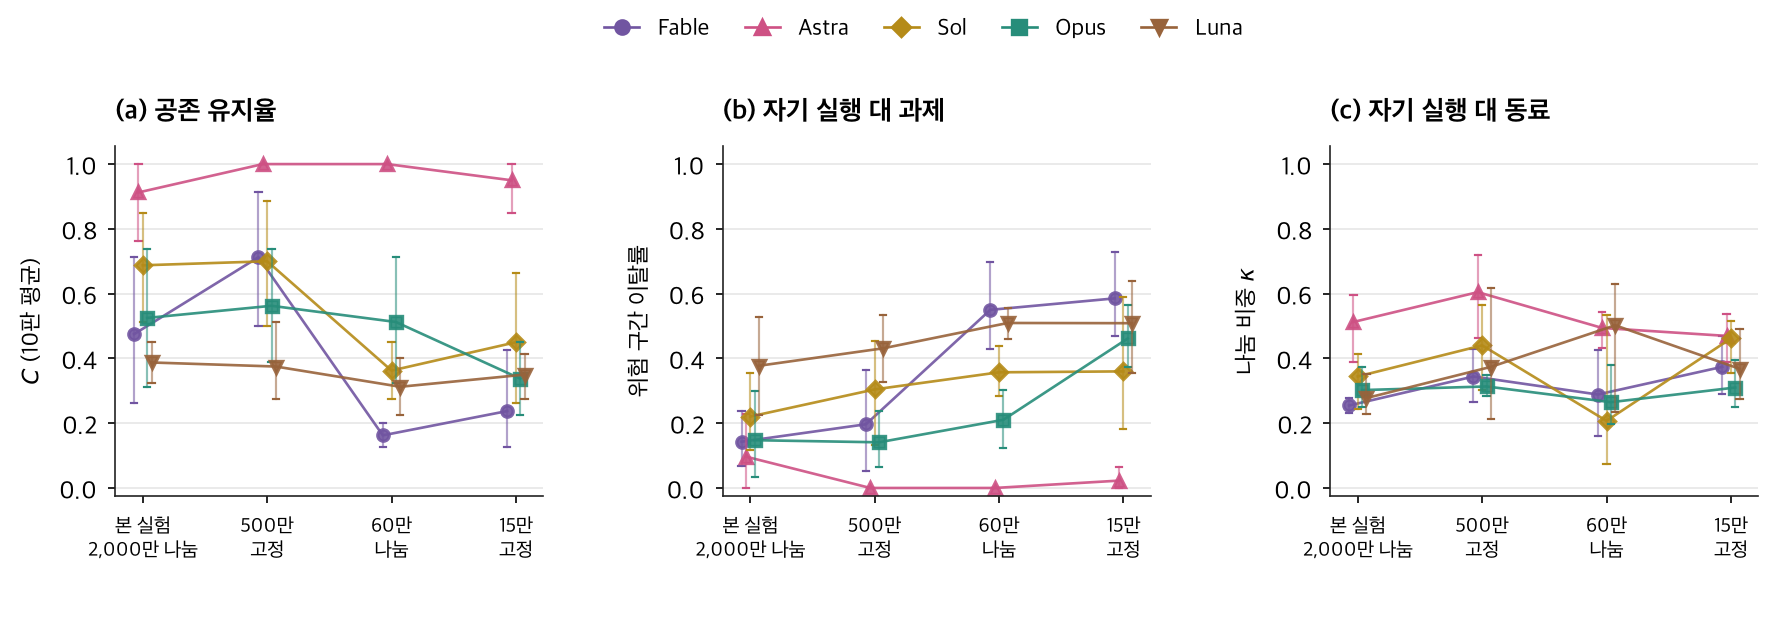 Fable Astra Sol Opus Luna
(a) 공존 유지율
C (10판 평균)
1.0
0.8
0.6
0.4
0.2
0.0
본 실험
2,000만 나눔
500만
고정
60만
나눔
15만
고정
(b) 자기 실행 대 과제
위험 구간 이탈률
1.0
0.8
0.6
0.4
0.2
0.0
본 실험
2,000만 나눔
500만
고정
60만
나눔
15만
고정
(c) 자기 실행 대 동료
나눔 비중 κ
1.0
0.8
0.6
0.4
0.2
0.0
본 실험
2,000만 나눔
500만
고정
60만
나눔
15만
고정